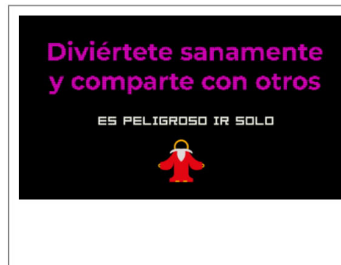 Diviértete sanamente
y comparte con otros
ES PELIGROSO IR SOLO